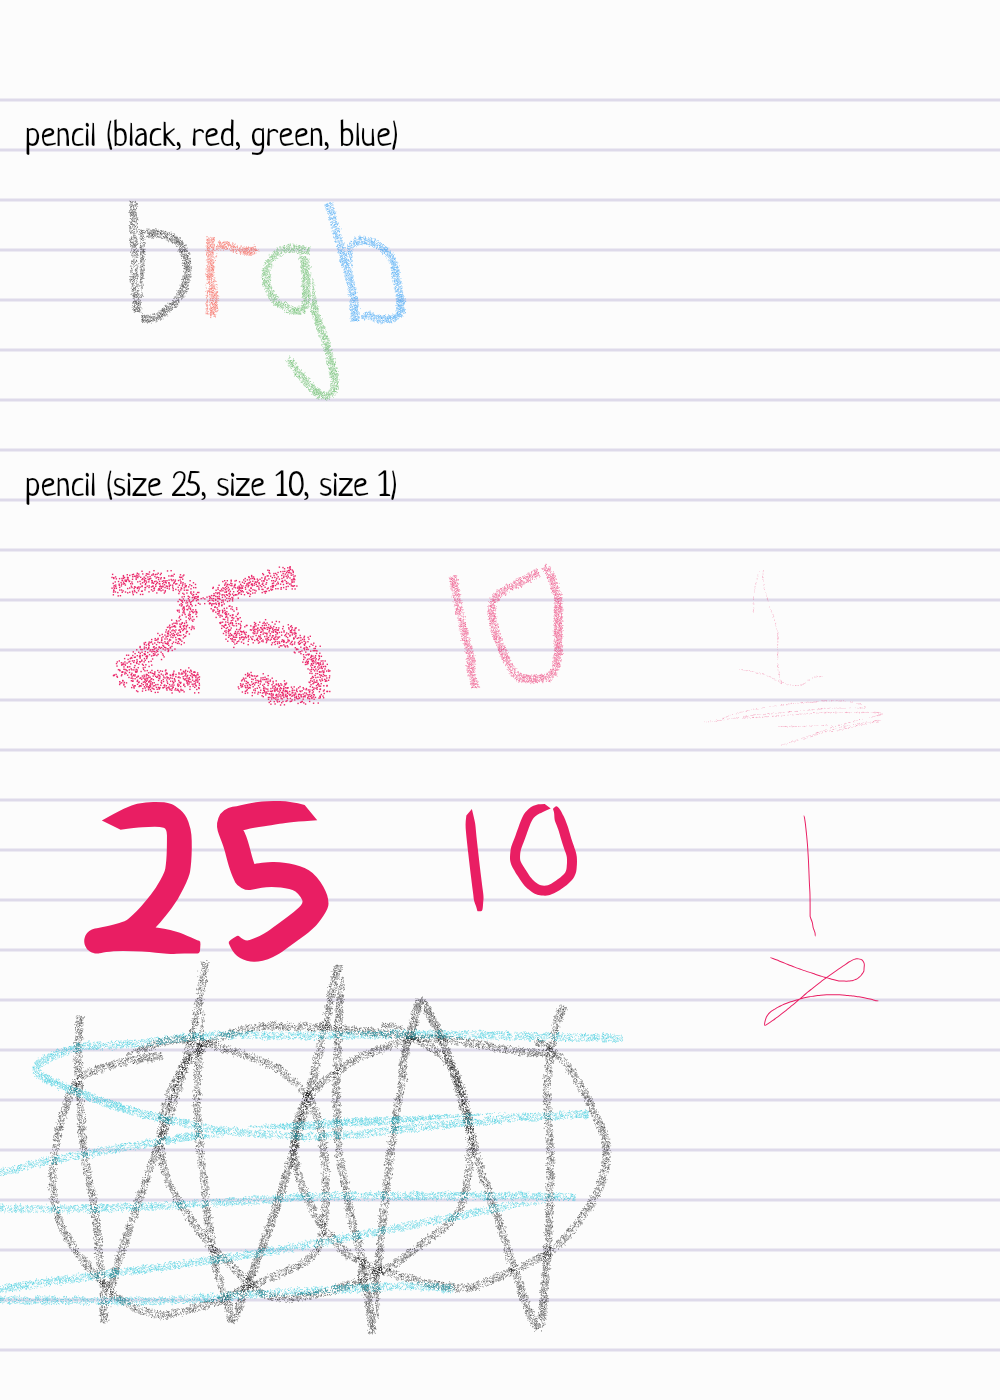 pencil (black, red, green, blue)
brgb
pencil (size 25, size 10, size 1)
25 10 1
25 10 1